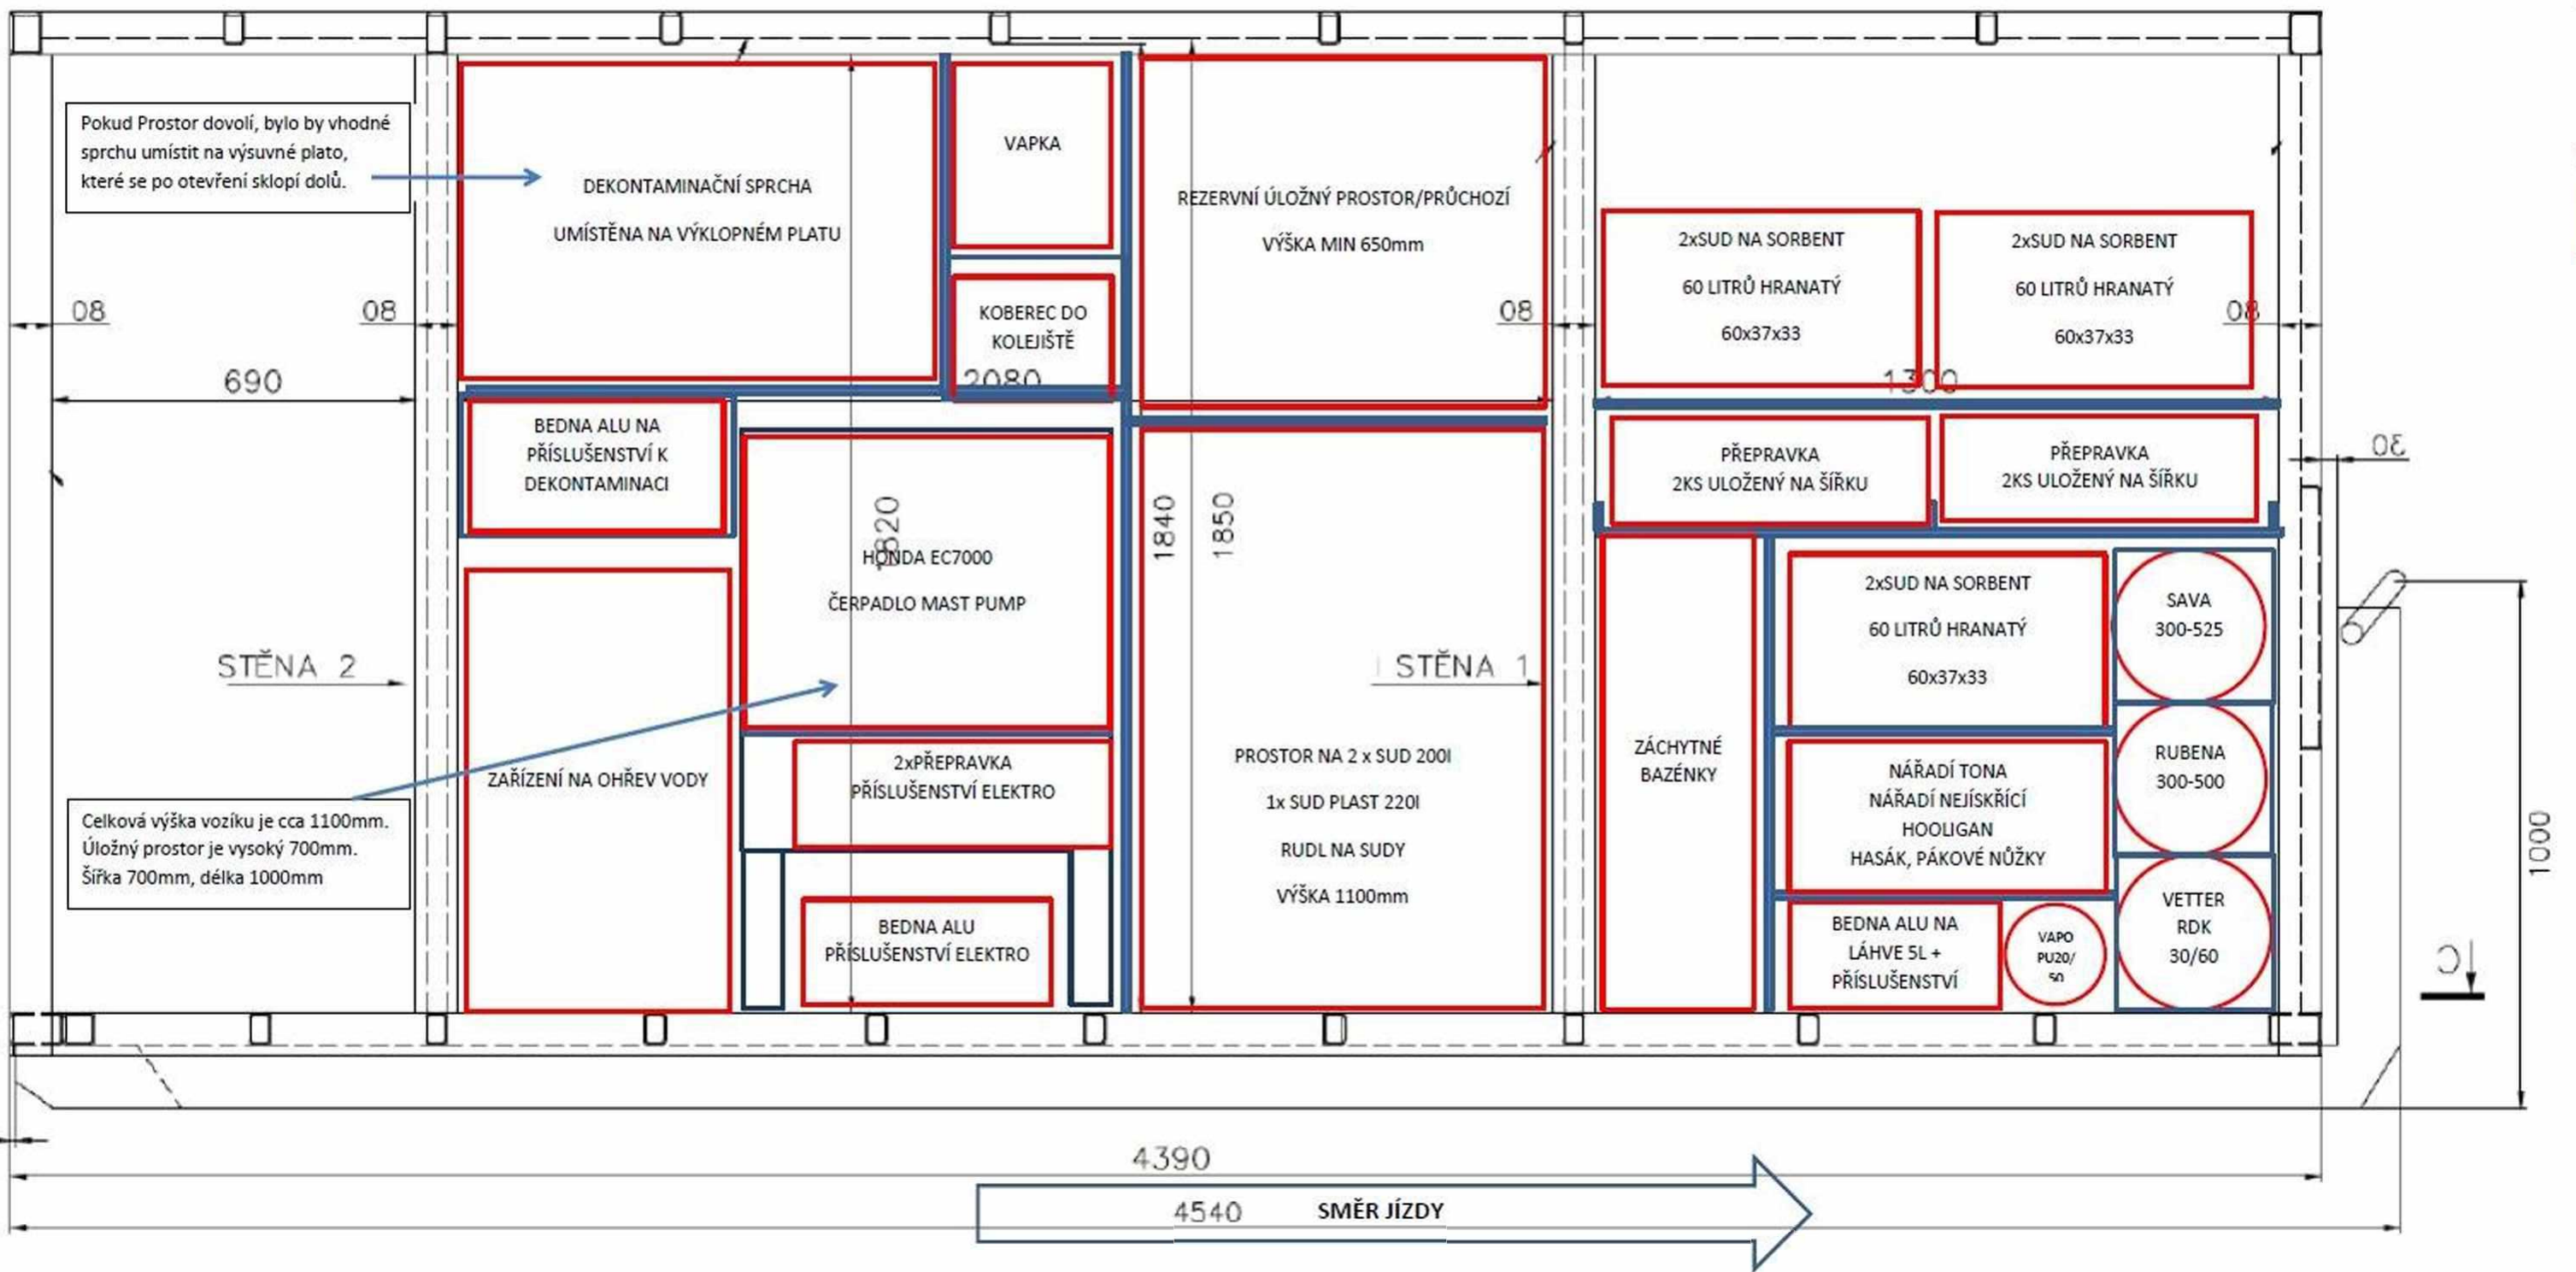 Pokud Prostor dovolí, bylo by vhodné
sprchu umístit na výsuvné plato,
které se po otevření sklopí dolů.
DEKONTAMINAČNÍ SPRCHA
UMÍSTĚNA NA VÝKLOPNÉM PLATU
VAPKA
KOBEREC DO
KOLEJIŠTĚ
REZERVNÍ ÚLOŽNÝ PROSTOR/PRŮCHOZÍ
VÝŠKA MIN 650mm
2xSUD NA SORBENT
60 LITRŮ HRANATÝ
60x37x33
2xSUD NA SORBENT
60 LITRŮ HRANATÝ
60x37x33
80
80
80
80
690
2080
1300
30
BEDNA ALU NA
PŘÍSLUŠENSTVÍ K
DEKONTAMINACI
PŘEPRAVKA
2KS ULOŽENÝ NA ŠÍŘKU
PŘEPRAVKA
2KS ULOŽENÝ NA ŠÍŘKU
1820
1840
1850
HONDA EC7000
ČERPADLO MAST PUMP
2xSUD NA SORBENT
60 LITRŮ HRANATÝ
60x37x33
SAVA
300-525
STĚNA 2
STĚNA 1
ZAŘÍZENÍ NA OHŘEV VODY
2xPŘEPRAVKA
PŘÍSLUŠENSTVÍ ELEKTRO
PROSTOR NA 2 x SUD 200l
1x SUD PLAST 220l
RUDL NA SUDY
VÝŠKA 1100mm
ZÁCHYTNÉ
BAZÉNKY
NÁŘADÍ TONA
NÁŘADÍ NEJÍSKŘÍCÍ
HOOLIGAN
HASÁK, PÁKOVÉ NŮŽKY
RUBENA
300-500
Celková výška vozíku je cca 1100mm.
Úložný prostor je vysoký 700mm.
Šířka 700mm, délka 1000mm
BEDNA ALU
PŘÍSLUŠENSTVÍ ELEKTRO
BEDNA ALU NA
LÁHVE 5L +
PŘÍSLUŠENSTVÍ
VAPO
PU20/
50
VETTER
RDK
30/60
1000
C
4390
4540
SMĚR JÍZDY